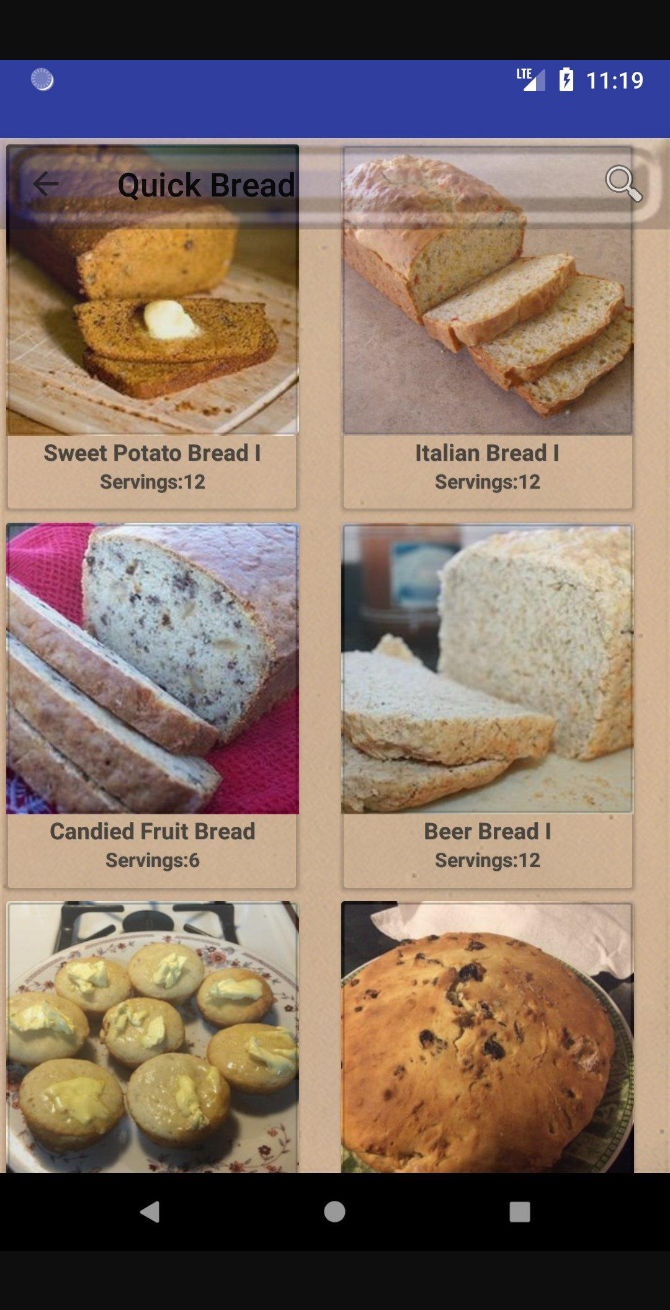 LTE 11:19
Quick Bread
Sweet Potato Bread I
Servings:12
Italian Bread I
Servings:12
Candied Fruit Bread
Servings:6
Beer Bread I
Servings:12